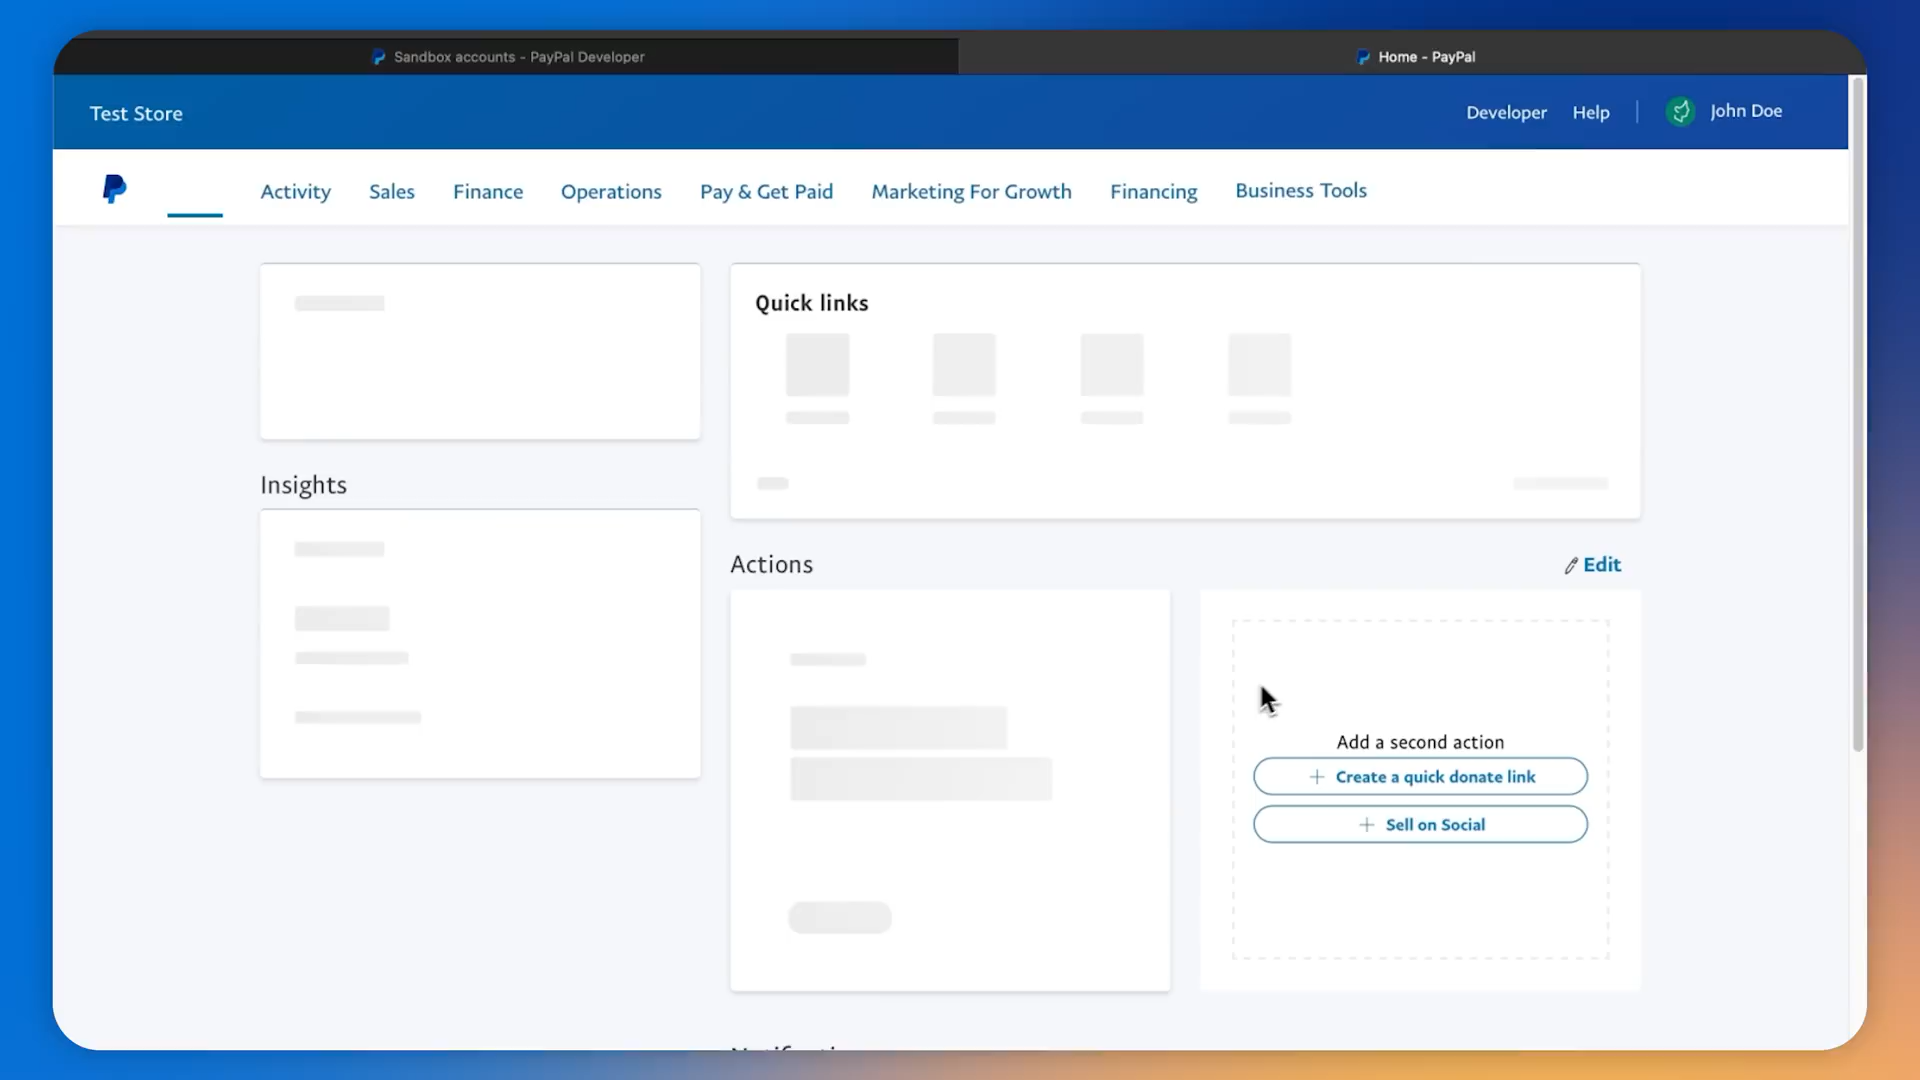 Sandbox accounts - PayPal Developer
Home - PayPal
Test Store
Developer
Help
John Doe
Activity
Sales
Finance
Operations
Pay & Get Paid
Marketing For Growth
Financing
Business Tools
Quick links
Insights
Actions
Edit
Add a second action
+ Create a quick donate link
+ Sell on Social